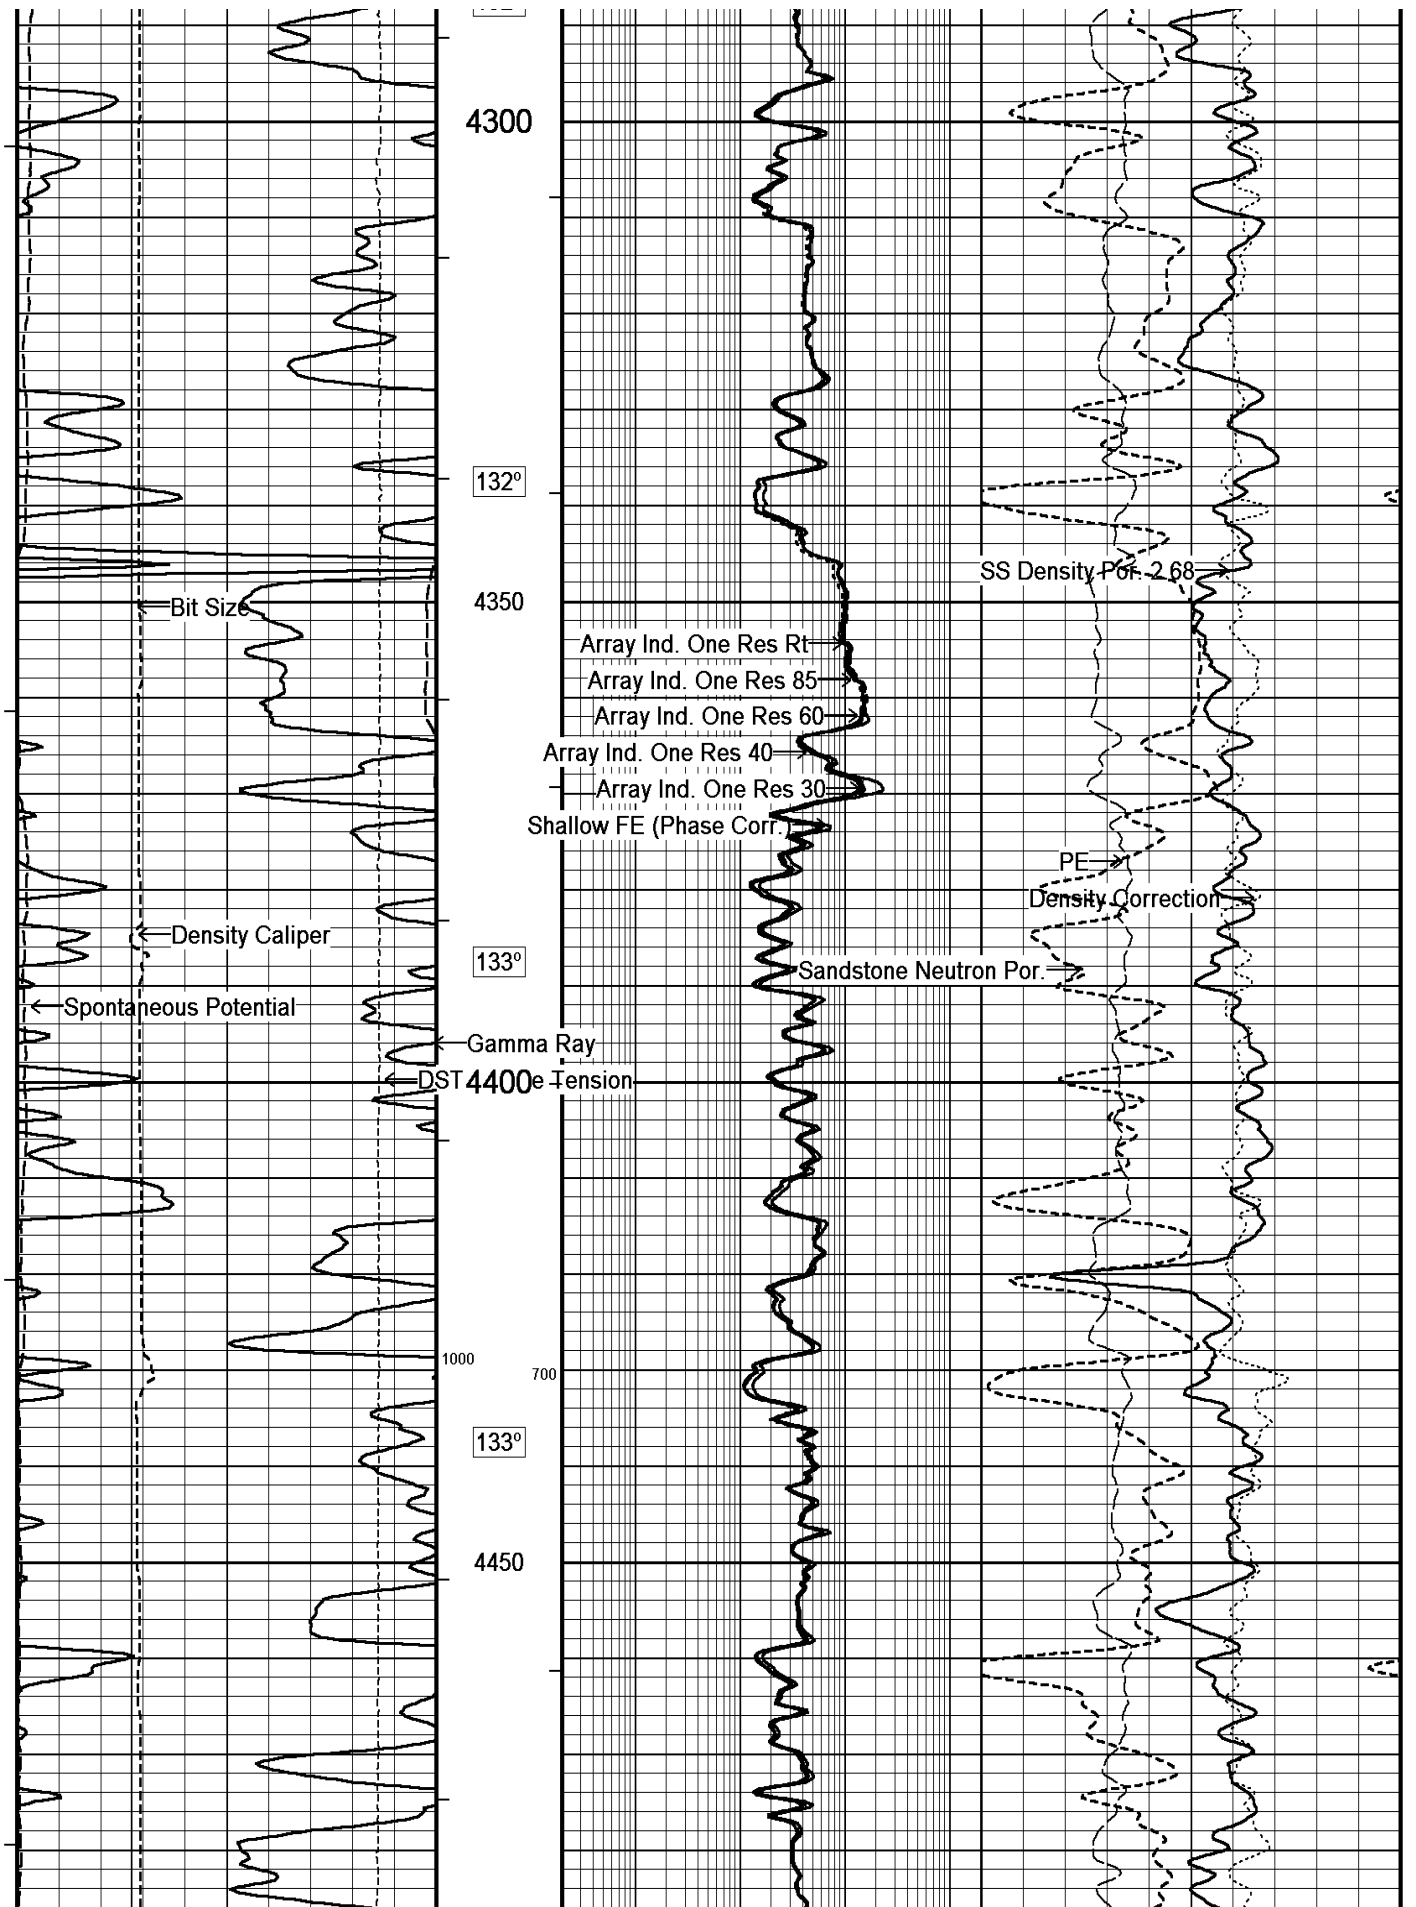 4300
132°
SS Density Por. 2.68
4350
Bit Size
Array Ind. One Res Rt
Array Ind. One Res 85
Array Ind. One Res 60
Array Ind. One Res 40
Array Ind. One Res 30
Shallow FE (Phase Corr.)
PE
Density Correction
Density Caliper
133°
Sandstone Neutron Por.
Spontaneous Potential
Gamma Ray
DST 4400 e Tension
1000
700
133°
4450